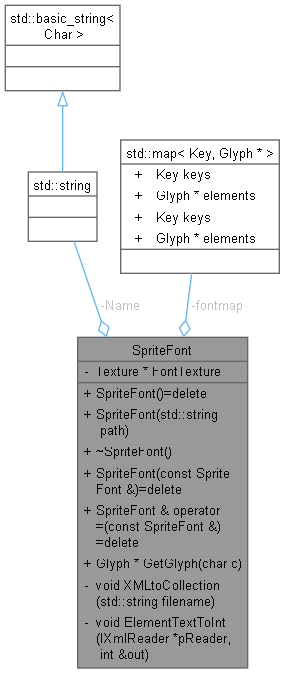 std::basic_string<
Char >
std::string
std::map< Key, Glyph * >
+ Key keys
+ Glyph * elements
+ Key keys
+ Glyph * elements
-Name
-fontmap
SpriteFont
- Texture * FontTexture
+ SpriteFont()=delete
+ SpriteFont(std::string
path)
+ ~SpriteFont()
+ SpriteFont(const Sprite
Font &)=delete
+ SpriteFont & operator
=(const SpriteFont &)
=delete
+ Glyph * GetGlyph(char c)
- void XMLtoCollection
(std::string filename)
- void ElementTextToInt
(IXmlReader *pReader,
int &out)